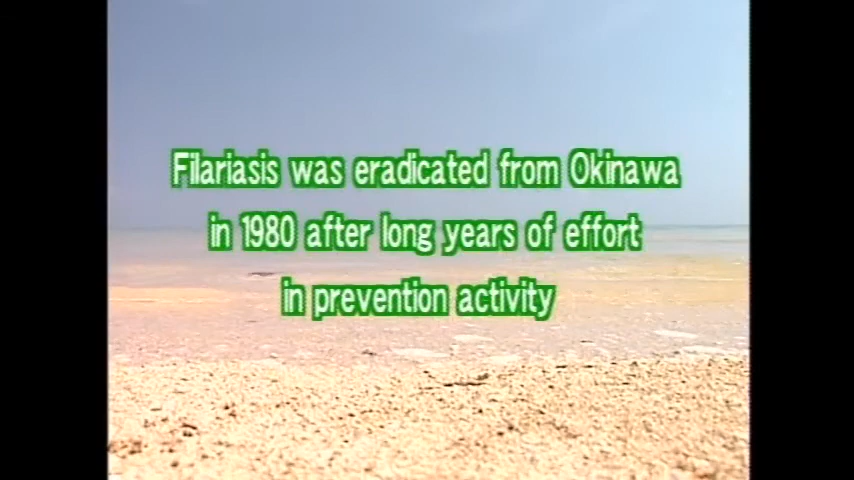 Filariasis was eradicated from Okinawa
in 1980 after long years of effort
in prevention activity